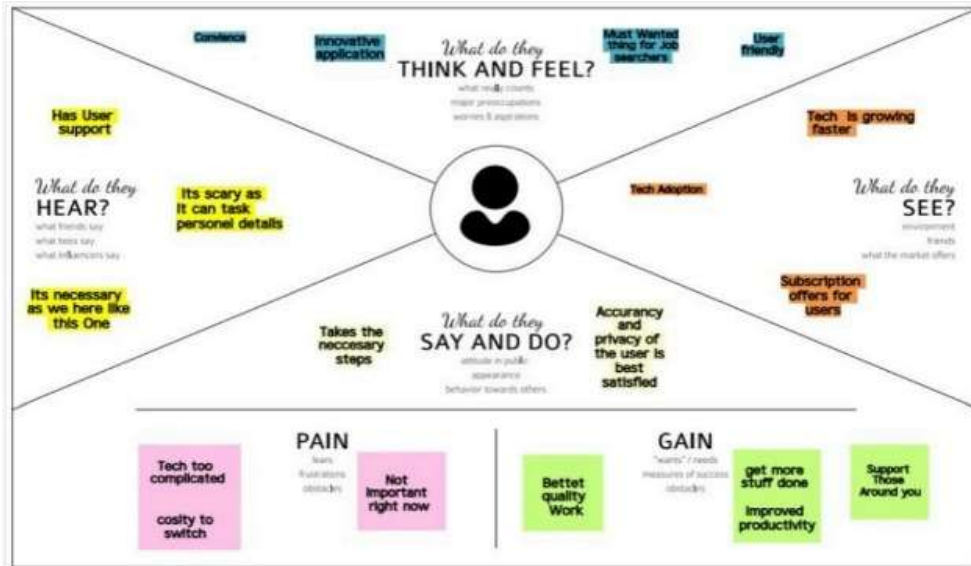 Convience
Innovative
application
What do they
THINK AND FEEL?
what really counts
major preoccupations
worries & aspirations
Must Wanted
thing for Job
searchers
User
friendly
Has User
support
What do they
HEAR?
what friends say
what boss say
what influencers say
Its scary as
It can task
personel details
Its necessary
as we here like
this One
Tech is growing
faster
Tech Adoption
What do they
SEE?
environment
friends
what the market offers
Subscription
offers for
users
Takes the
neccesary
steps
What do they
SAY AND DO?
attitude in public
appearance
behavior towards others
Accurancy
and
privacy of
the user is
best
satisfied
PAIN
fears
frustrations
obstacles
Tech too
complicated
cosity to
switch
Not
Important
right now
GAIN
"wants" / needs
measures of success
obstacles
Bettet
quality
Work
get more
stuff done
Improved
productivity
Support
Those
Around you